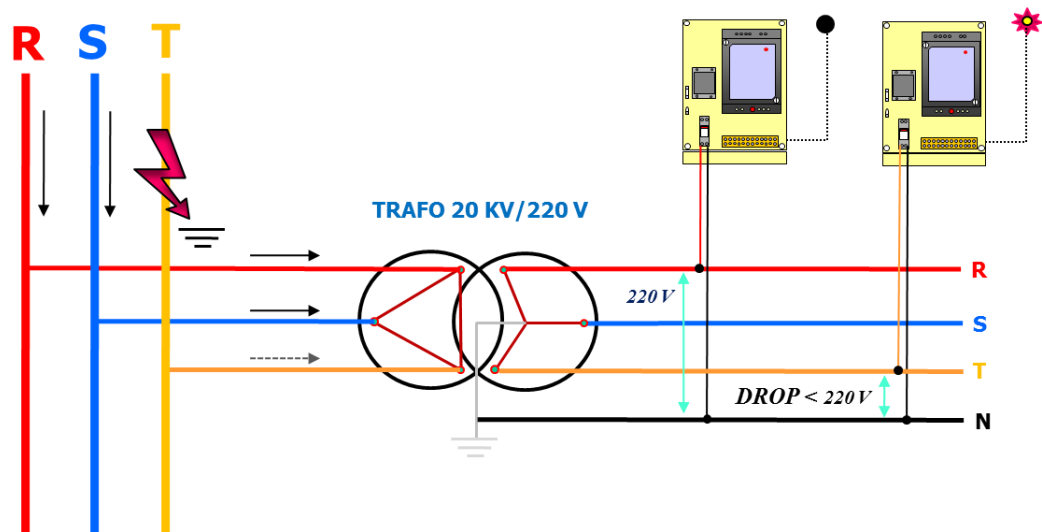 R S T
TRAFO 20 KV/220 V
R
220 V
S
T
DROP < 220 V
N